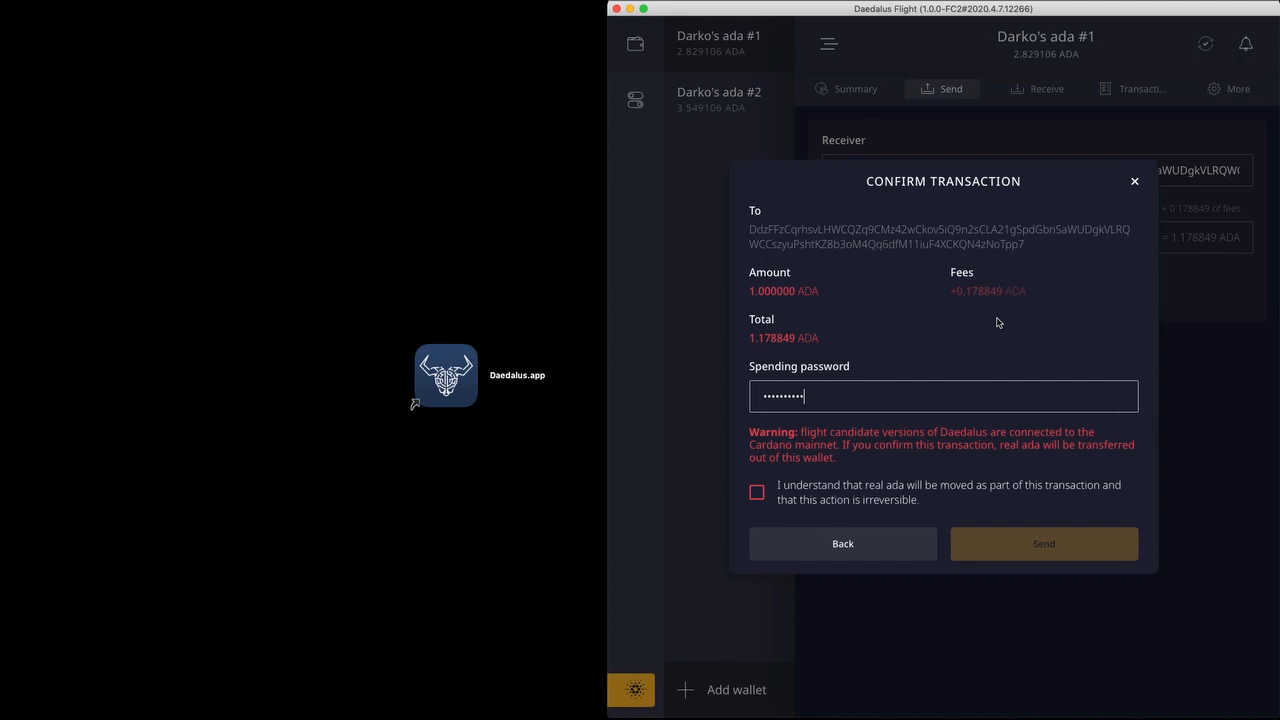 Daedalus Flight (1.0.0-FC2#2020.4.7.12266)
Darko's ada #1
2.829106 ADA
Darko's ada #2
3.549106 ADA
Darko's ada #1
2.829106 ADA
Summary
Send
Receive
Transacti...
More
Receiver
aWUDgkVLRQW(
+ 0.178849 of fees
= 1.178849 ADA
CONFIRM TRANSACTION
To
DdzFFzCqrhsvLHWCQZq9CMz42wCkov5iQ9n2sCLA21gSpdGbnSaWUDgkVLRQ
WCCszyuPshtKZ8b3oM4Qq6dfM11iuF4XCKQN4zNoTpp7
Amount
Fees
1.000000 ADA
+0.178849 ADA
Total
1.178849 ADA
Spending password
••••••••••
Warning: flight candidate versions of Daedalus are connected to the
Cardano mainnet. If you confirm this transaction, real ada will be transferred
out of this wallet.
I understand that real ada will be moved as part of this transaction and
that this action is irreversible.
Back
Send
Add wallet
Daedalus.app